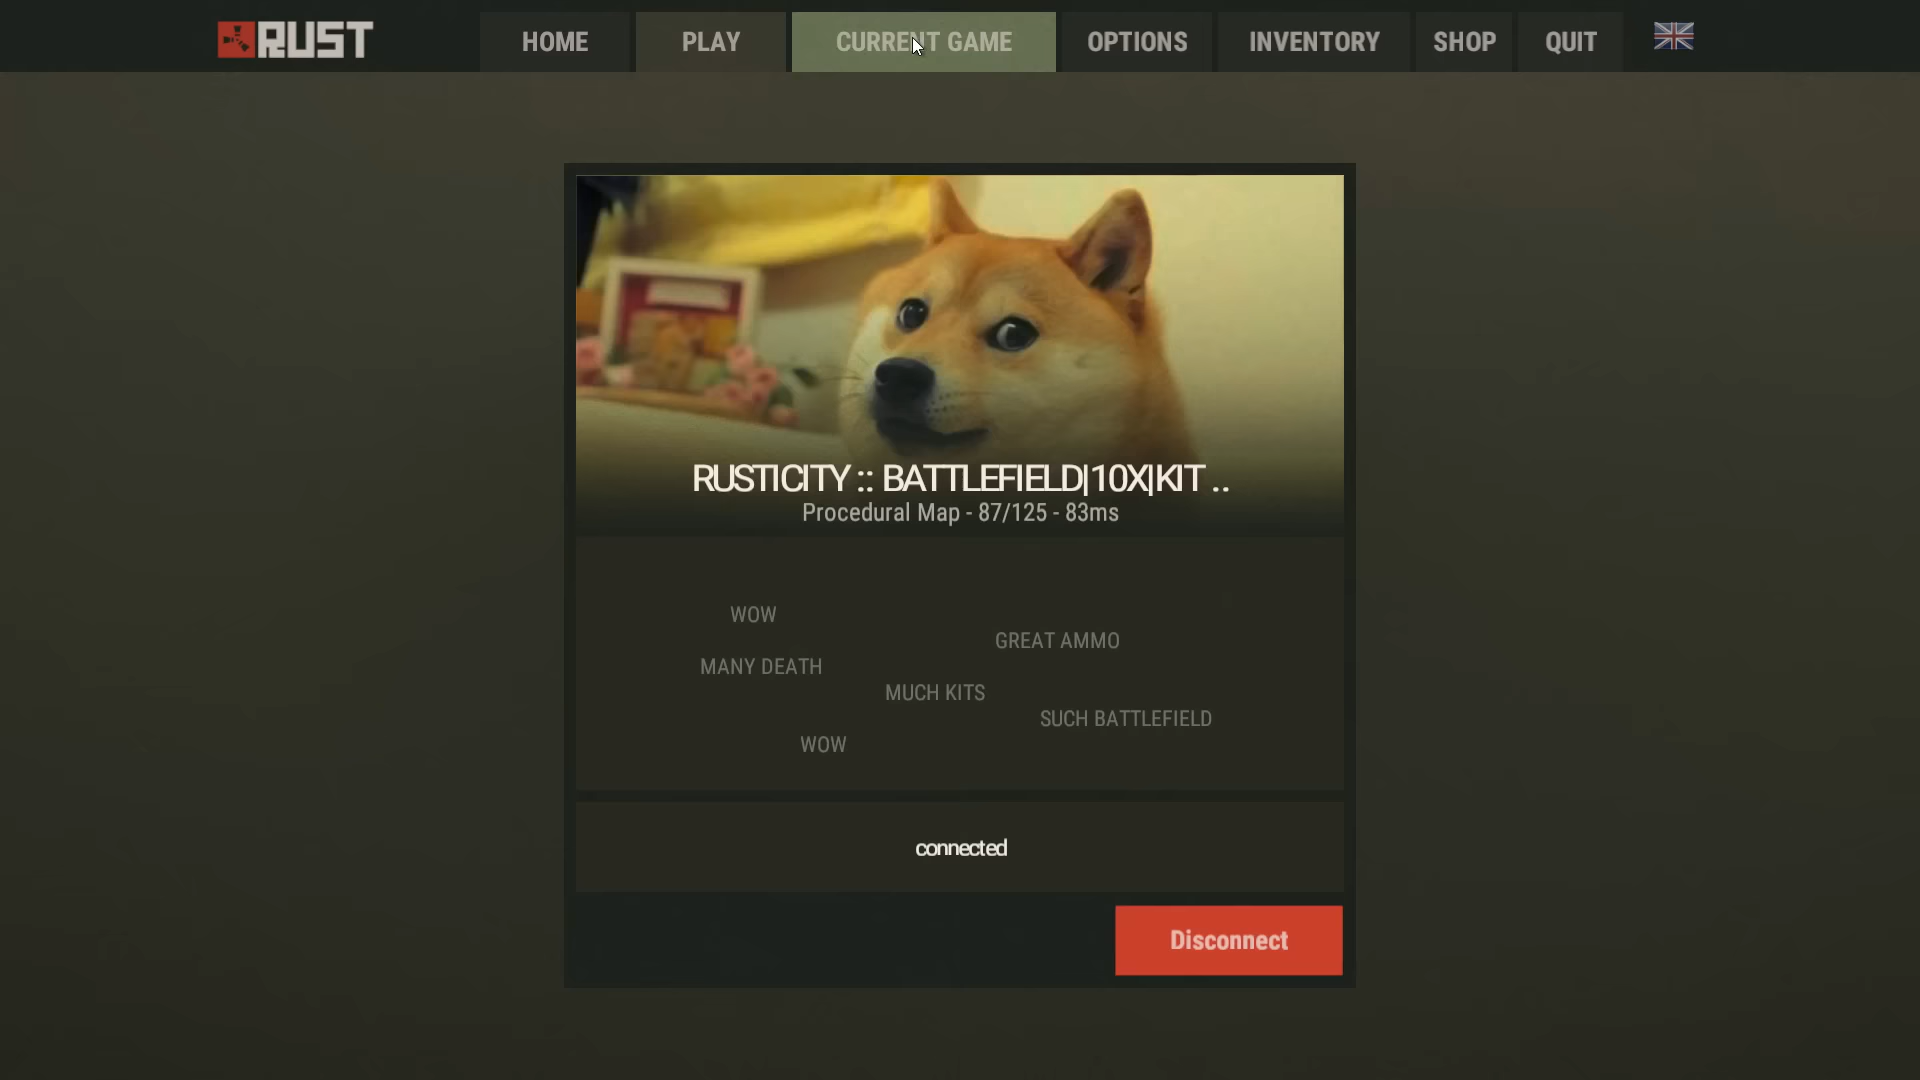 RUST
HOME
PLAY
CURRENT GAME
OPTIONS
INVENTORY
SHOP
QUIT
RUSTICITY :: BATTLEFIELD|10X|KIT ..
Procedural Map - 87/125 - 83ms
WOW
GREAT AMMO
MANY DEATH
MUCH KITS
SUCH BATTLEFIELD
WOW
connected
Disconnect